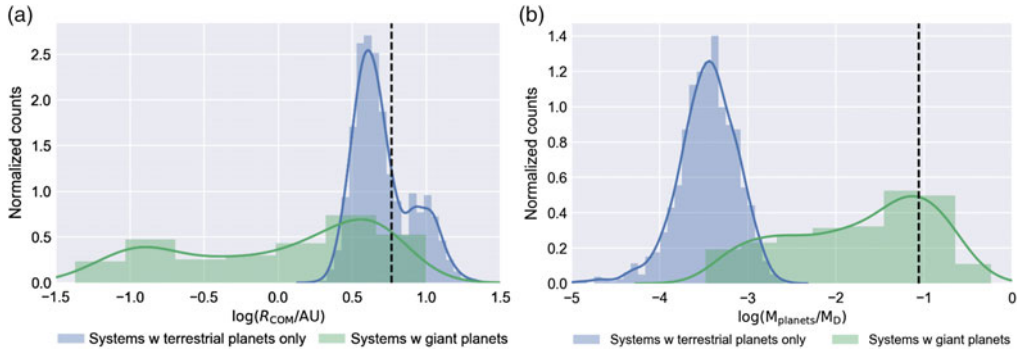 (a)
Normalized counts
2.5
2.0
1.5
1.0
0.5
0.0
−1.5 −1.0 −0.5 0.0 0.5 1.0 1.5
log(R_COM/AU)
Systems w terrestrial planets only Systems w giant planets
(b)
Normalized counts
1.4
1.2
1.0
0.8
0.6
0.4
0.2
0.0
−5 −4 −3 −2 −1 0
log(M_planets/M_D)
Systems w terrestrial planets only Systems w giant planets